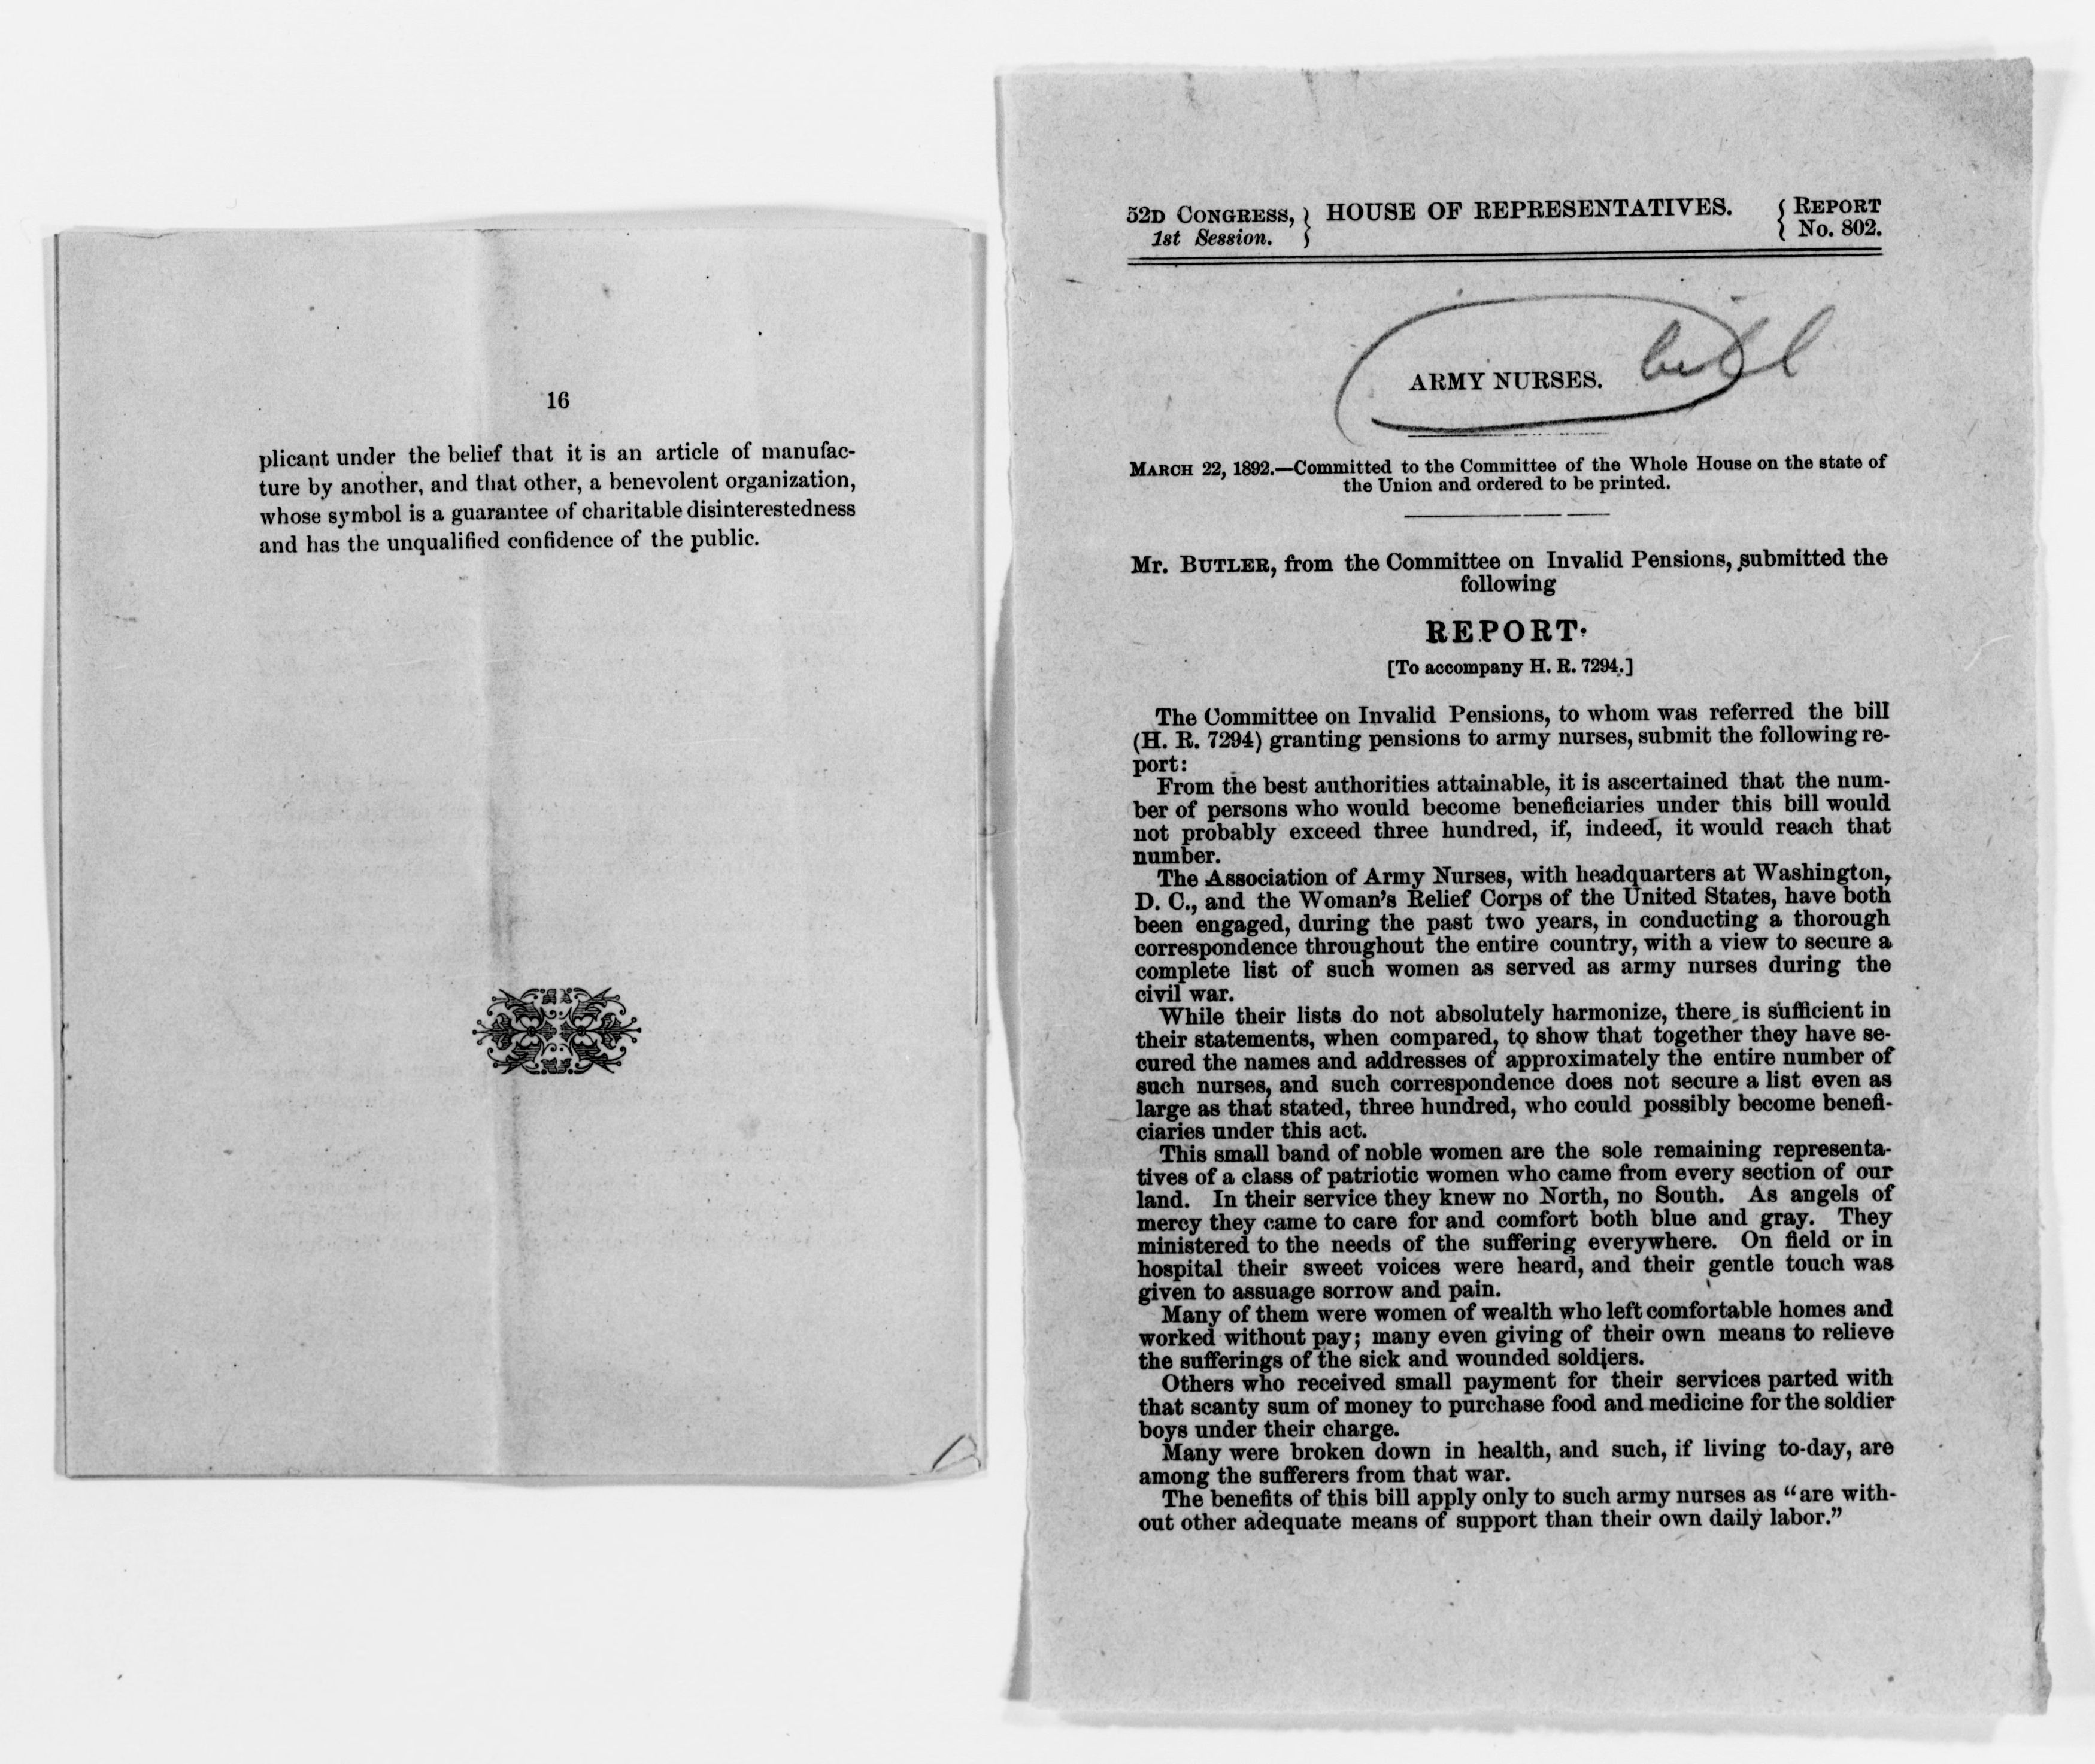 16
plicant under the belief that it is an article of manufac-
ture by another, and that other, a benevolent organization,
whose symbol is a guarantee of charitable disinterestedness
and has the unqualified confidence of the public.
52D CONGRESS, } HOUSE OF REPRESENTATIVES. { REPORT
1st Session. } { No. 802.
ARMY NURSES. bill
MARCH 22, 1892.—Committed to the Committee of the Whole House on the state of
the Union and ordered to be printed.
Mr. BUTLER, from the Committee on Invalid Pensions, submitted the
following
REPORT.
[To accompany H. R. 7294.]
The Committee on Invalid Pensions, to whom was referred the bill
(H. R. 7294) granting pensions to army nurses, submit the following re-
port:
From the best authorities attainable, it is ascertained that the num-
ber of persons who would become beneficiaries under this bill would
not probably exceed three hundred, if, indeed, it would reach that
number.
The Association of Army Nurses, with headquarters at Washington,
D. C., and the Woman's Relief Corps of the United States, have both
been engaged, during the past two years, in conducting a thorough
correspondence throughout the entire country, with a view to secure a
complete list of such women as served as army nurses during the
civil war.
While their lists do not absolutely harmonize, there is sufficient in
their statements, when compared, to show that together they have se-
cured the names and addresses of approximately the entire number of
such nurses, and such correspondence does not secure a list even as
large as that stated, three hundred, who could possibly become benefi-
ciaries under this act.
This small band of noble women are the sole remaining representa-
tives of a class of patriotic women who came from every section of our
land. In their service they knew no North, no South. As angels of
mercy they came to care for and comfort both blue and gray. They
ministered to the needs of the suffering everywhere. On field or in
hospital their sweet voices were heard, and their gentle touch was
given to assuage sorrow and pain.
Many of them were women of wealth who left comfortable homes and
worked without pay; many even giving of their own means to relieve
the sufferings of the sick and wounded soldiers.
Others who received small payment for their services parted with
that scanty sum of money to purchase food and medicine for the soldier
boys under their charge.
Many were broken down in health, and such, if living to-day, are
among the sufferers from that war.
The benefits of this bill apply only to such army nurses as "are with-
out other adequate means of support than their own daily labor."